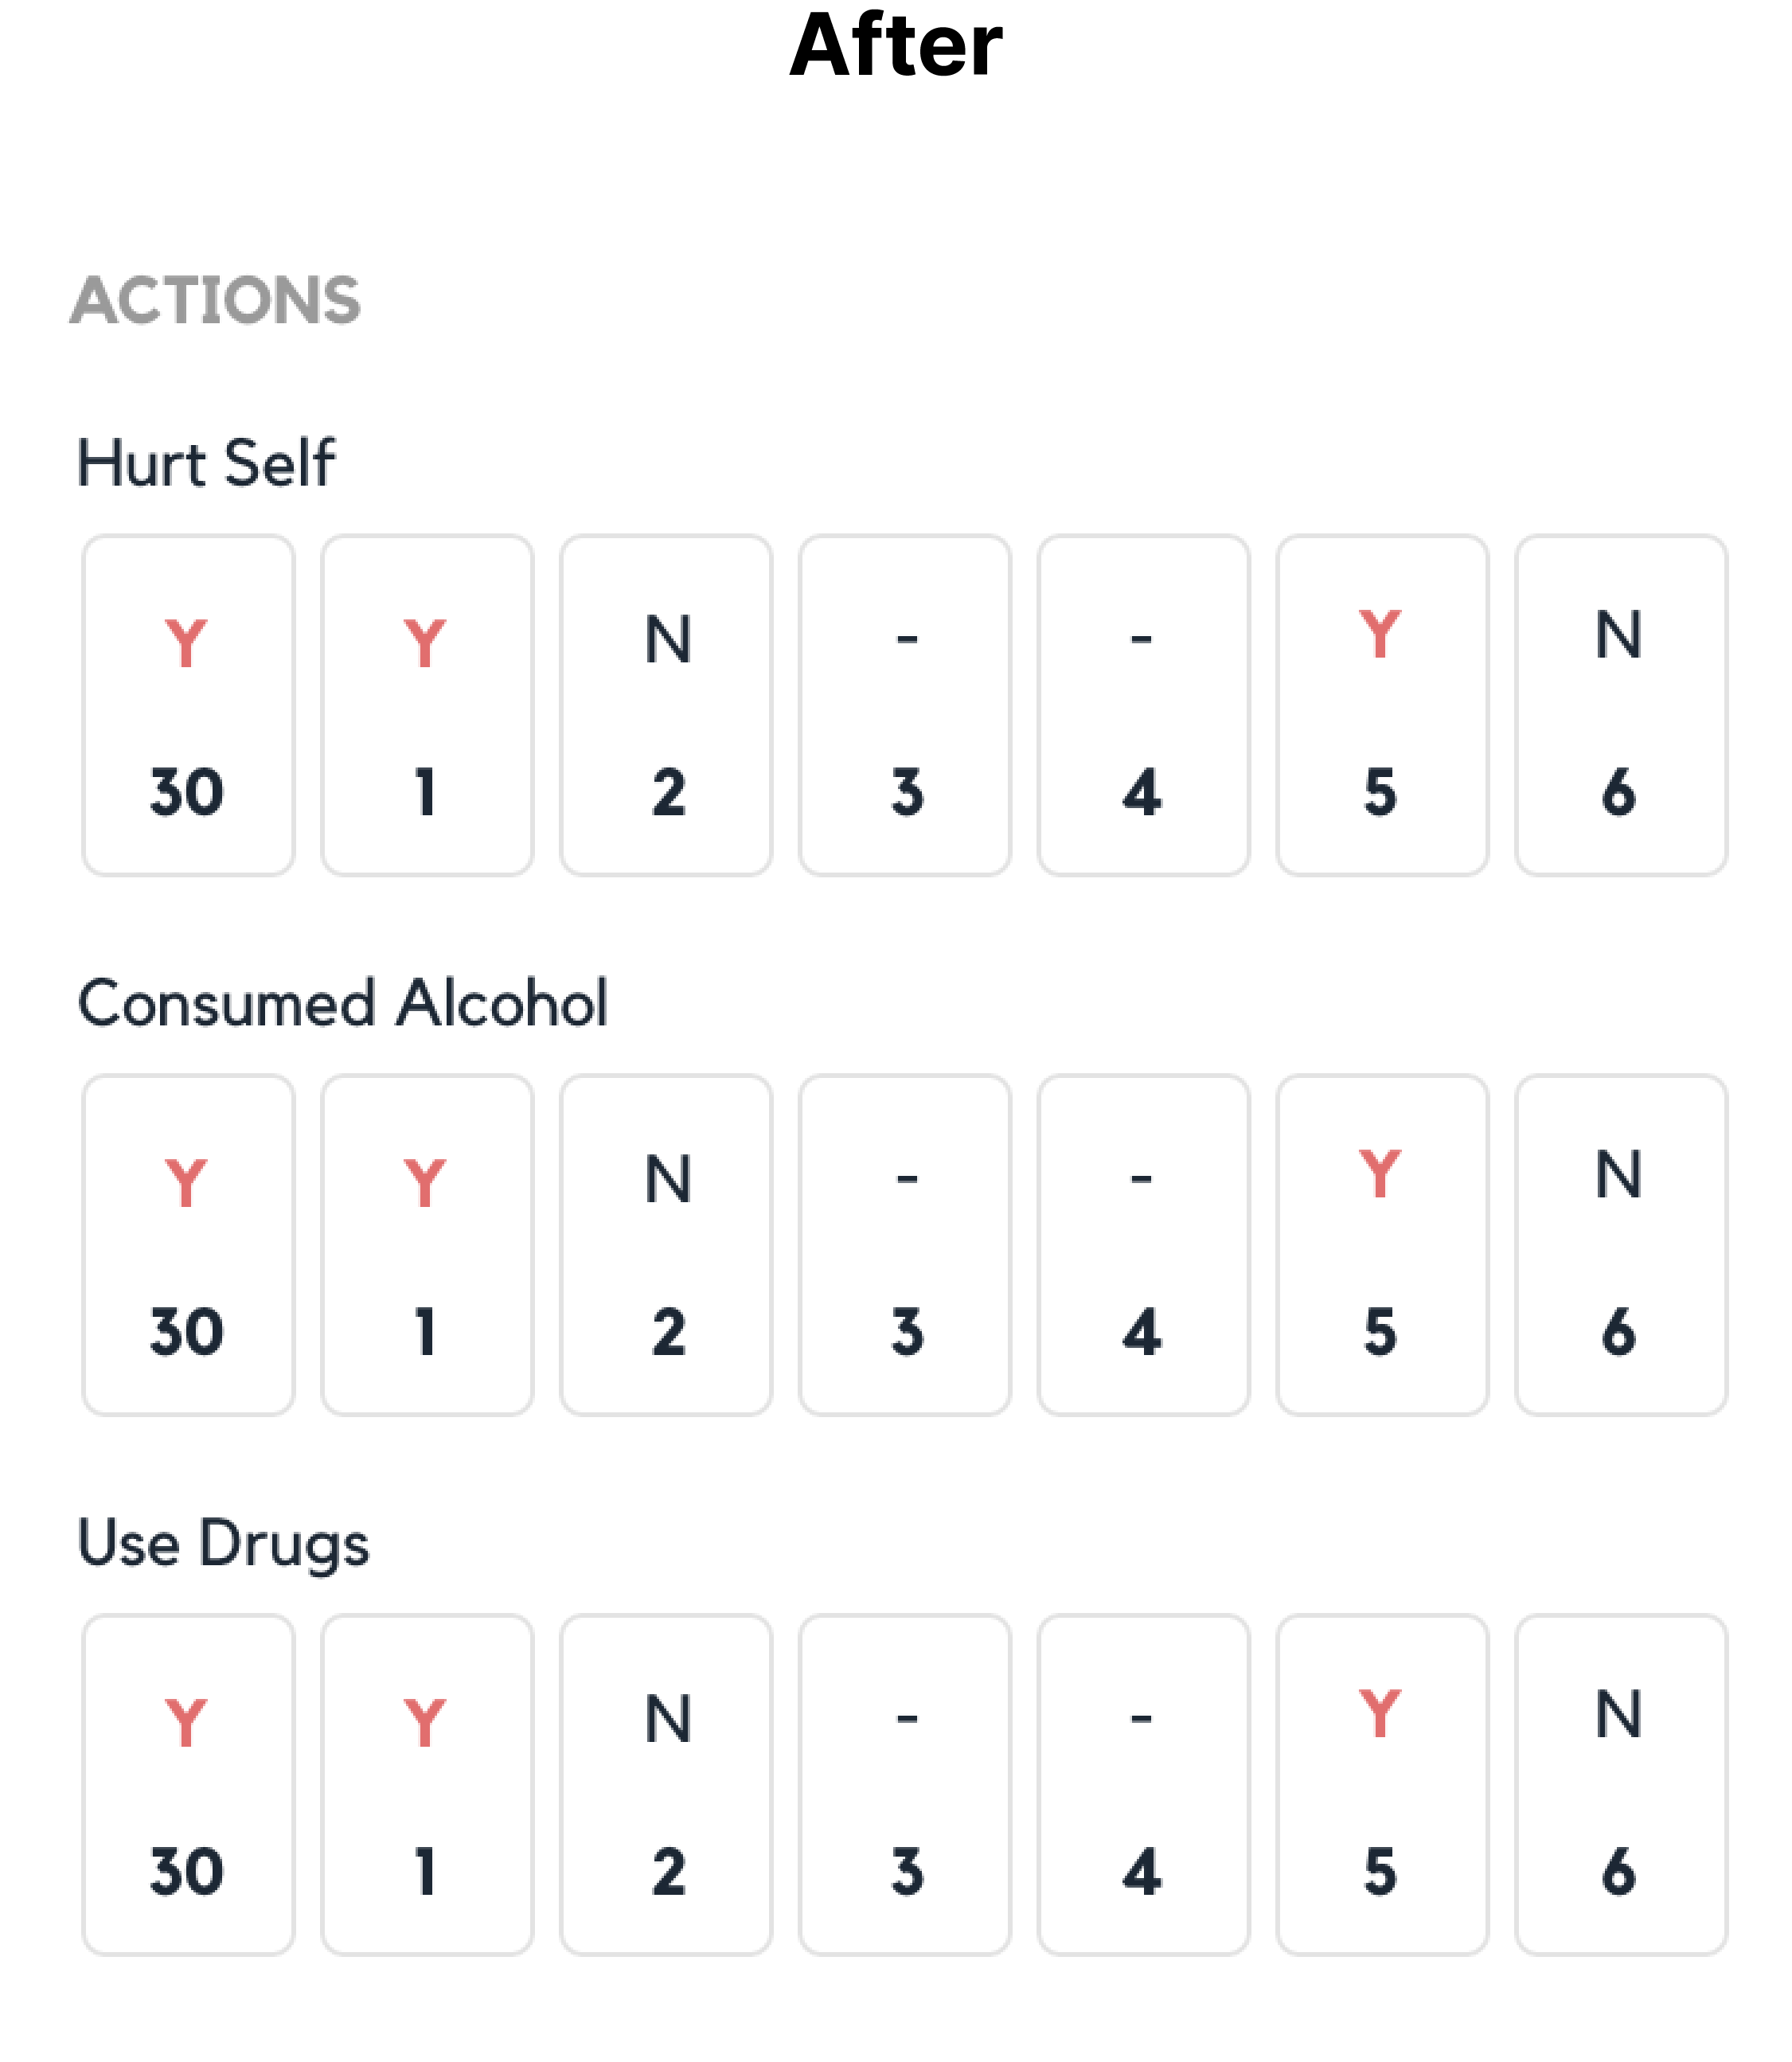 After
ACTIONS
Hurt Self
Y Y N - - Y N
30 1 2 3 4 5 6
Consumed Alcohol
Y Y N - - Y N
30 1 2 3 4 5 6
Use Drugs
Y Y N - - Y N
30 1 2 3 4 5 6